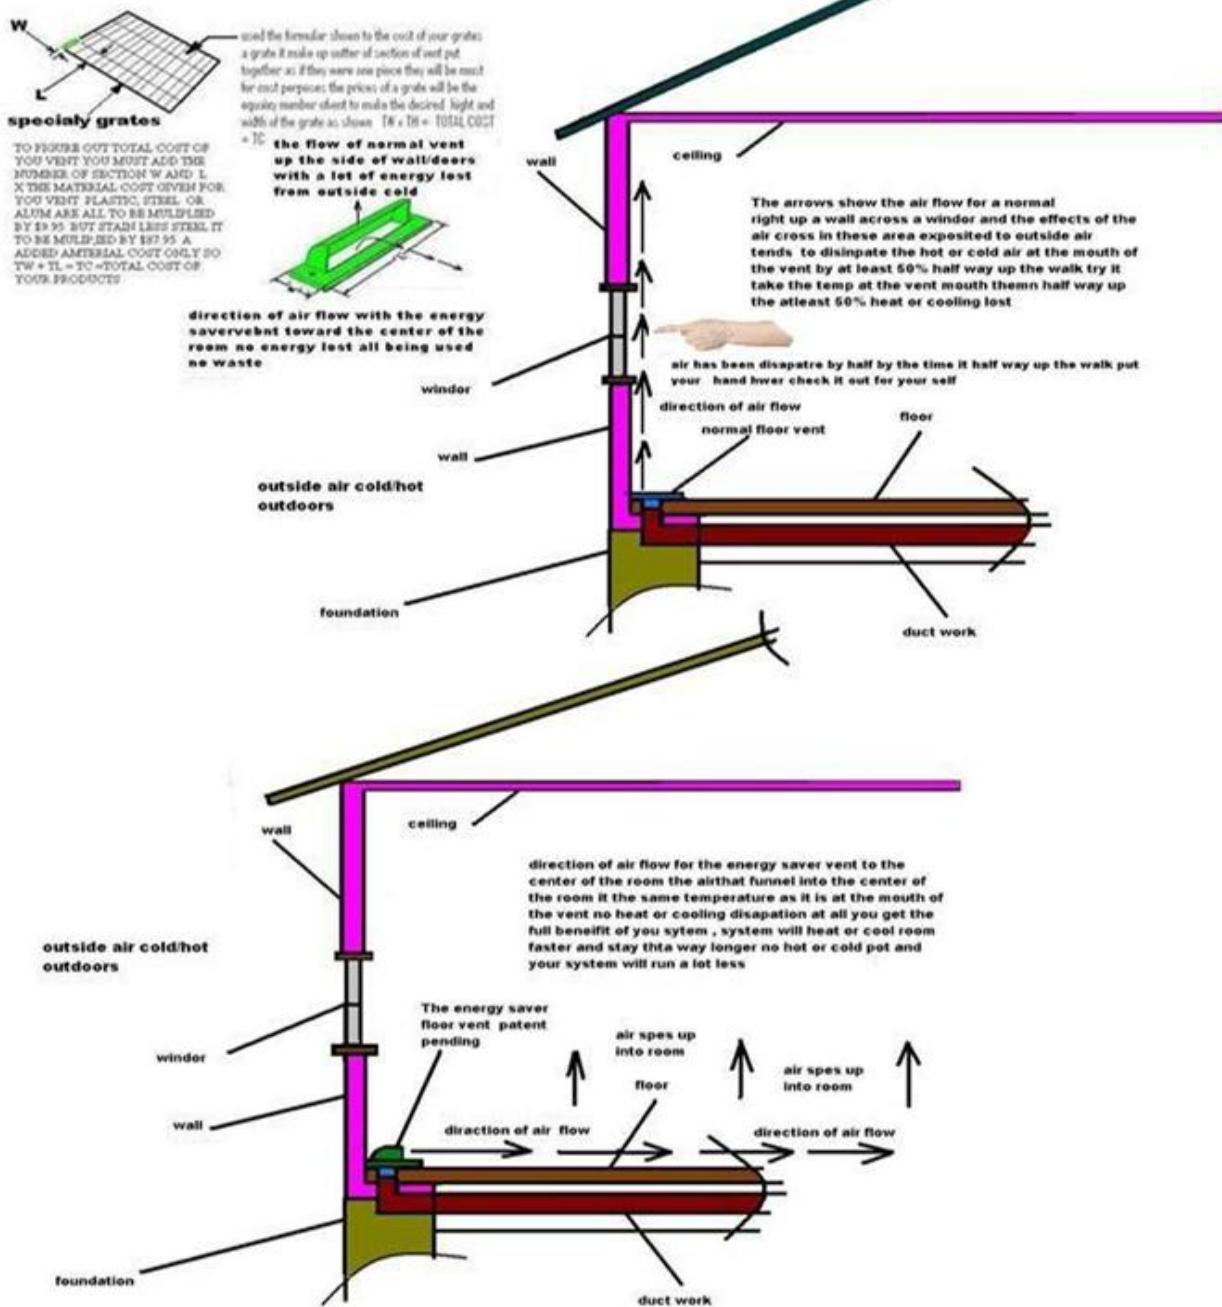 W
L
specialy grates
used the formular shoen to the cost of your grates
a grate it make up outter of section of vent put
together as if they were one piece they will be must
for cost perposes the prices of a grate will be the
equalay number ofvent to make the desired hight and
width of the grate as shown TW + TH = TOTAL COST
= TC
TO FIGURE OUT TOTAL COST OF
YOU VENT YOU MUST ADD THE
NUMBER OF SECTION W AND L
X THE MATERIAL COST GIVEN FOR
YOU VENT PLASTIC, STEEL OR
ALUM ARE ALL TO BE MULIPLIED
BY $9.95 BUT STAIN LESS STEEL IT
TO BE MULIPLIED BY $87.95 A
ADDED AMTERIAL COST ONLY SO
TW + TL = TC =TOTAL COST OF
YOUR PRODUCTS
the flow of normal vent
up the side of wall/doors
with a lot of energy lost
from outside cold
direction of air flow with the energy
savervebnt toward the center of the
room no energy lost all being used
no waste
wall
ceiling
The arrows show the air flow for a normal
right up a wall across a windor and the effects of the
air cross in these area exposited to outside air
tends to disinpate the hot or cold air at the mouth of
the vent by at least 50% half way up the walk try it
take the temp at the vent mouth themn half way up
the atleast 50% heat or cooling lost
air has been disapatre by half by the time it half way up the walk put
your hand hwer check it out for your self
windor
direction of air flow
normal floor vent
floor
wall
outside air cold/hot
outdoors
foundation
duct work
wall
ceiling
direction of air flow for the energy saver vent to the
center of the room the airthat funnel into the center of
the room it the same temperature as it is at the mouth of
the vent no heat or cooling disapation at all you get the
full beneifit of you sytem , system will heat or cool room
faster and stay thta way longer no hot or cold pot and
your system will run a lot less
outside air cold/hot
outdoors
The energy saver
floor vent patent
pending
windor
air spes up
into room
air spes up
into room
floor
wall
diraction of air flow
direction of air flow
foundation
duct work